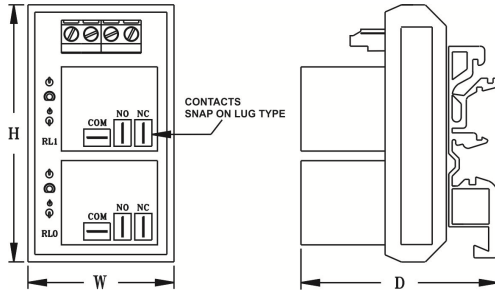 H
CONTACTS
SNAP ON LUG TYPE
COM NO NC
RL1
COM NO NC
RL0
W
D